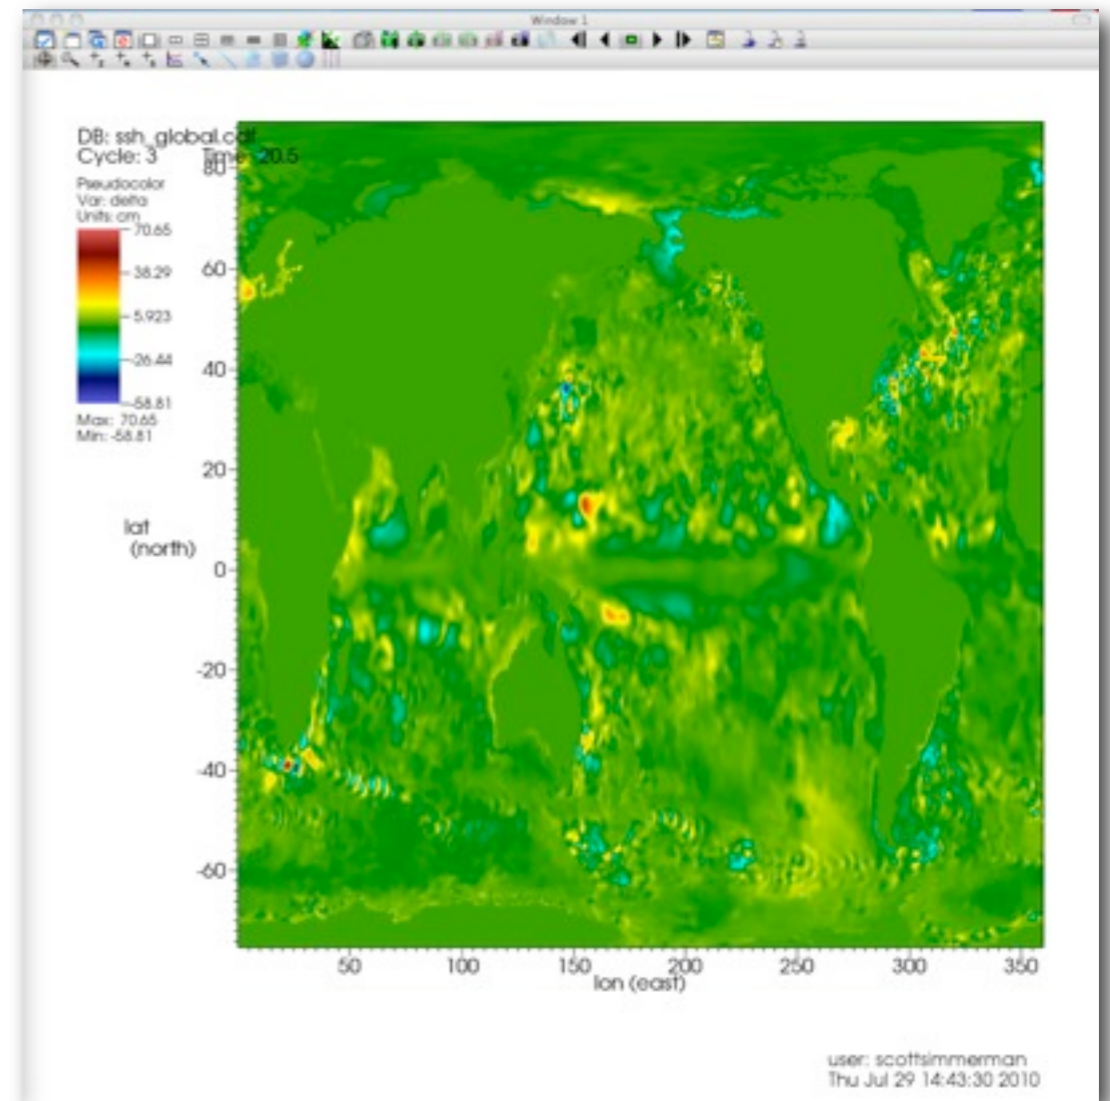 Window 1
DB: ssh_global.cdf
Cycle: 3 Time: 20.5
Pseudocolor
Var: delta
Units: cm
70.65
38.29
5.923
-26.44
-58.81
Max: 70.65
Min: -58.81
80
60
40
20
0
-20
-40
-60
lat
(north)
50 100 150 200 250 300 350
lon (east)
user: scottsimmerman
Thu Jul 29 14:43:30 2010